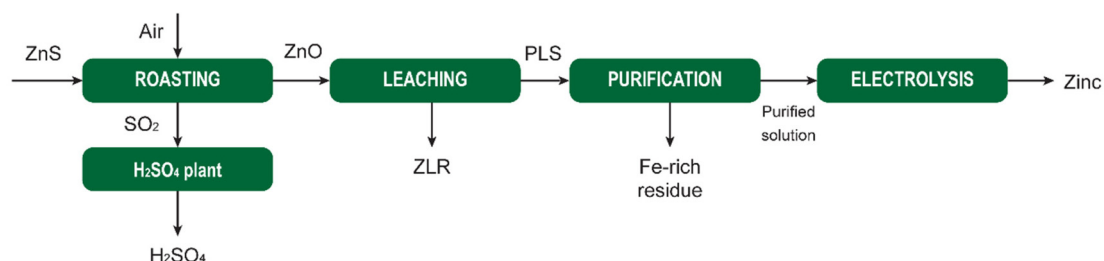 Air
ZnS
ROASTING
ZnO
LEACHING
PLS
PURIFICATION
Purified
solution
ELECTROLYSIS
Zinc
SO₂
H₂SO₄ plant
H₂SO₄
ZLR
Fe-rich
residue